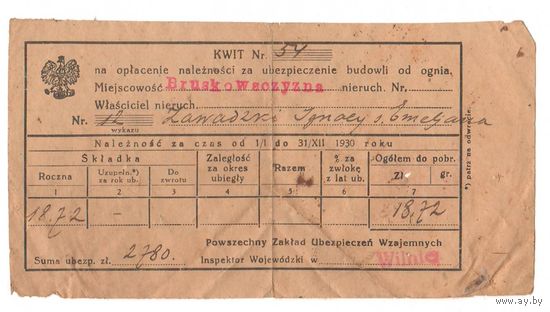 KWIT Nr. 54
na opłacenie należności za ubezpieczenie budowli od ognia.
Miejscowość Bruskowszczyzna nieruch. Nr.
Właściciel nieruch.
Nr. 12 Zawadzki Ignacy s. Emeljana
wykazu
Należność za czas od 1/I do 31/XII 1930 roku
Składka
Zaległość za okres ubiegły
Razem
% za zwłokę z lat ub.
Ogółem do pobr.
Roczna
Uzupełn.*) za rok ub.
Do zwrotu
zł.
gr.
1 2 3 4 5 6 7
18.72 — 18.72
Suma ubezp. zł. 2780.
Powszechny Zakład Ubezpieczeń Wzajemnych
Inspektor Wojewódzki w Wilnie
*) patrz na odwrocie.
www.ay.by